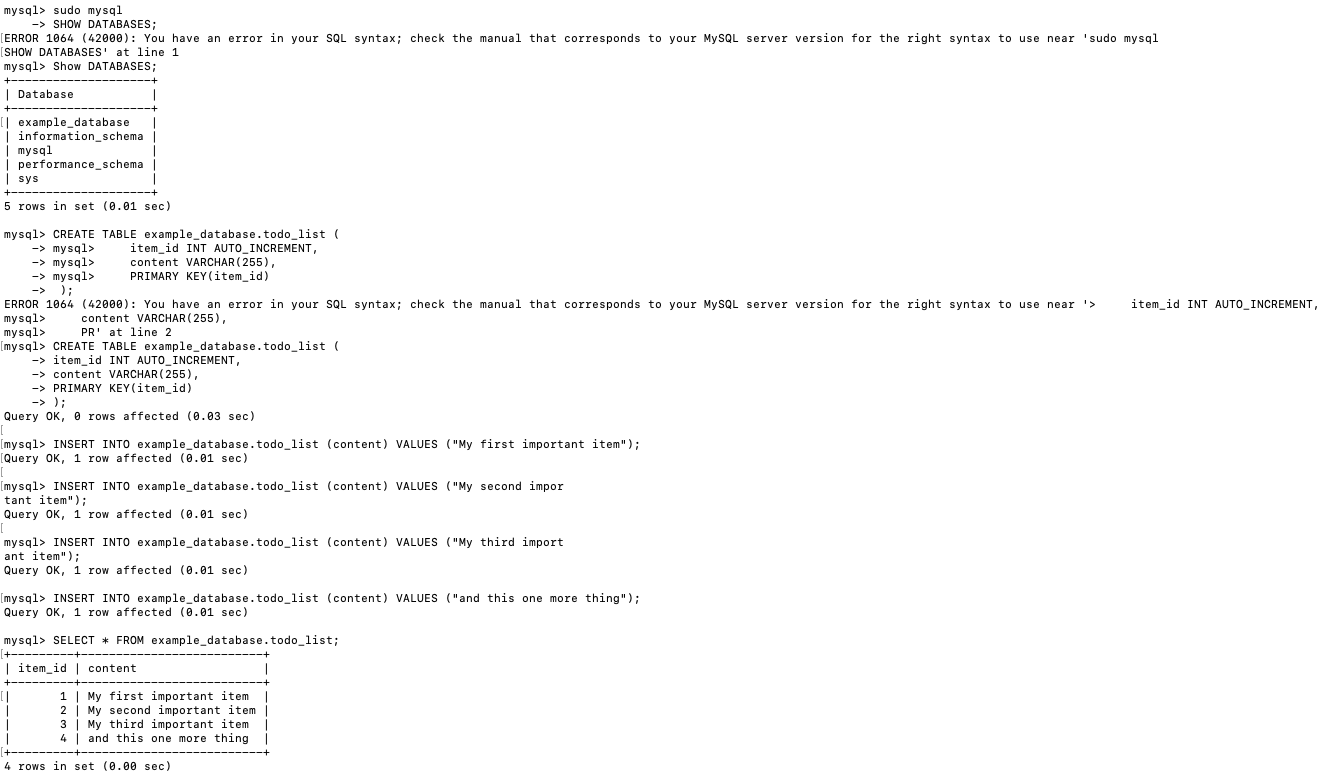 mysql> sudo mysql
    -> SHOW DATABASES;
ERROR 1064 (42000): You have an error in your SQL syntax; check the manual that corresponds to your MySQL server version for the right syntax to use near 'sudo mysql
SHOW DATABASES' at line 1
mysql> Show DATABASES;
+--------------------+
| Database           |
+--------------------+
| example_database   |
| information_schema |
| mysql              |
| performance_schema |
| sys                |
+--------------------+
5 rows in set (0.01 sec)

mysql> CREATE TABLE example_database.todo_list (
    -> mysql>     item_id INT AUTO_INCREMENT,
    -> mysql>     content VARCHAR(255),
    -> mysql>     PRIMARY KEY(item_id)
    ->  );
ERROR 1064 (42000): You have an error in your SQL syntax; check the manual that corresponds to your MySQL server version for the right syntax to use near '>     item_id INT AUTO_INCREMENT,
mysql>     content VARCHAR(255),
mysql>     PR' at line 2
[mysql> CREATE TABLE example_database.todo_list (
    -> item_id INT AUTO_INCREMENT,
    -> content VARCHAR(255),
    -> PRIMARY KEY(item_id)
    -> );
Query OK, 0 rows affected (0.03 sec)
[
[mysql> INSERT INTO example_database.todo_list (content) VALUES ("My first important item");
Query OK, 1 row affected (0.01 sec)
[
[mysql> INSERT INTO example_database.todo_list (content) VALUES ("My second impor
tant item");
Query OK, 1 row affected (0.01 sec)
[
mysql> INSERT INTO example_database.todo_list (content) VALUES ("My third import
ant item");
Query OK, 1 row affected (0.01 sec)

[mysql> INSERT INTO example_database.todo_list (content) VALUES ("and this one more thing");
Query OK, 1 row affected (0.01 sec)

mysql> SELECT * FROM example_database.todo_list;
[+---------+--------------------------+
| item_id | content                  |
+---------+--------------------------+
[|       1 | My first important item  |
|       2 | My second important item |
|       3 | My third important item  |
|       4 | and this one more thing  |
[+---------+--------------------------+
4 rows in set (0.00 sec)